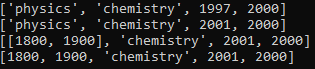 ['physics', 'chemistry', 1997, 2000]
['physics', 'chemistry', 2001, 2000]
[[1800, 1900], 'chemistry', 2001, 2000]
[1800, 1900, 'chemistry', 2001, 2000]